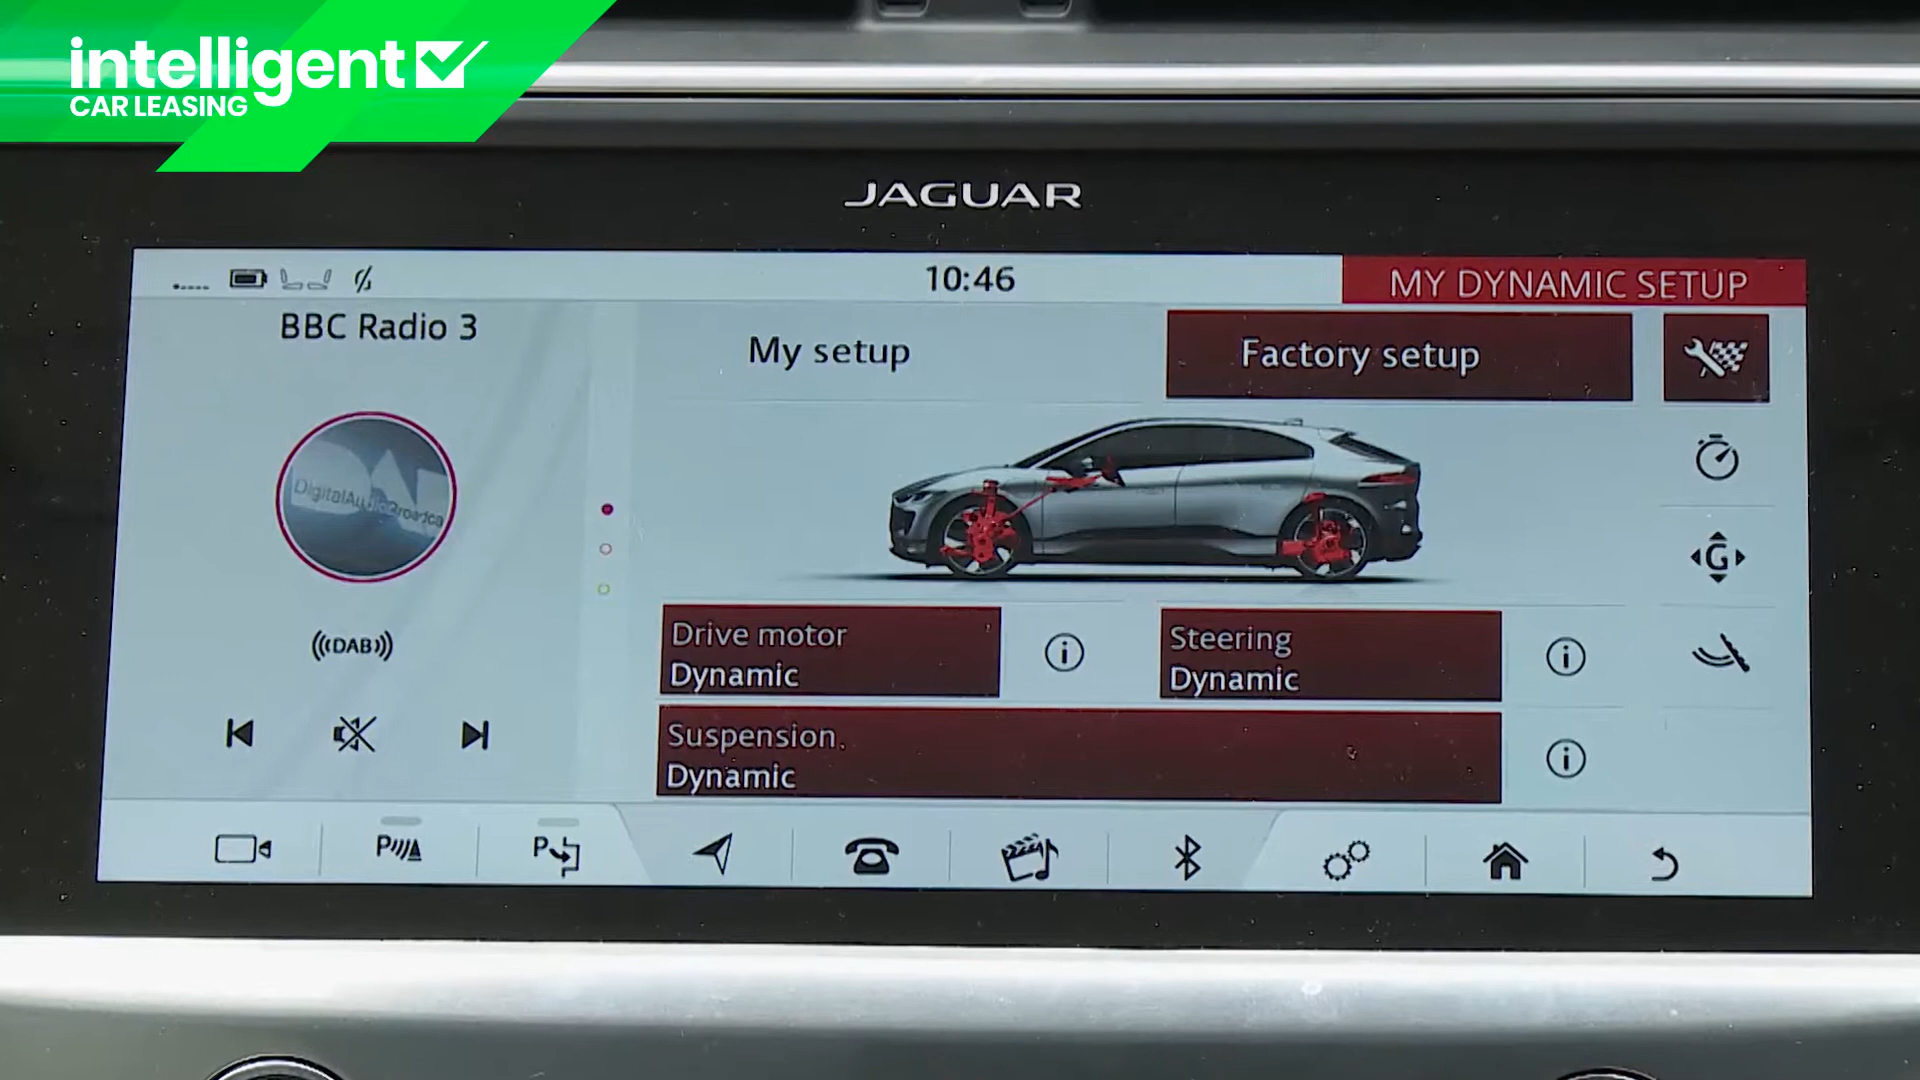 intelligent
CAR LEASING
JAGUAR
10:46
MY DYNAMIC SETUP
BBC Radio 3
My setup
Factory setup
G
(((DAB)))
Drive motor
Dynamic
i
Steering
Dynamic
i
Suspension
Dynamic
i
P
P